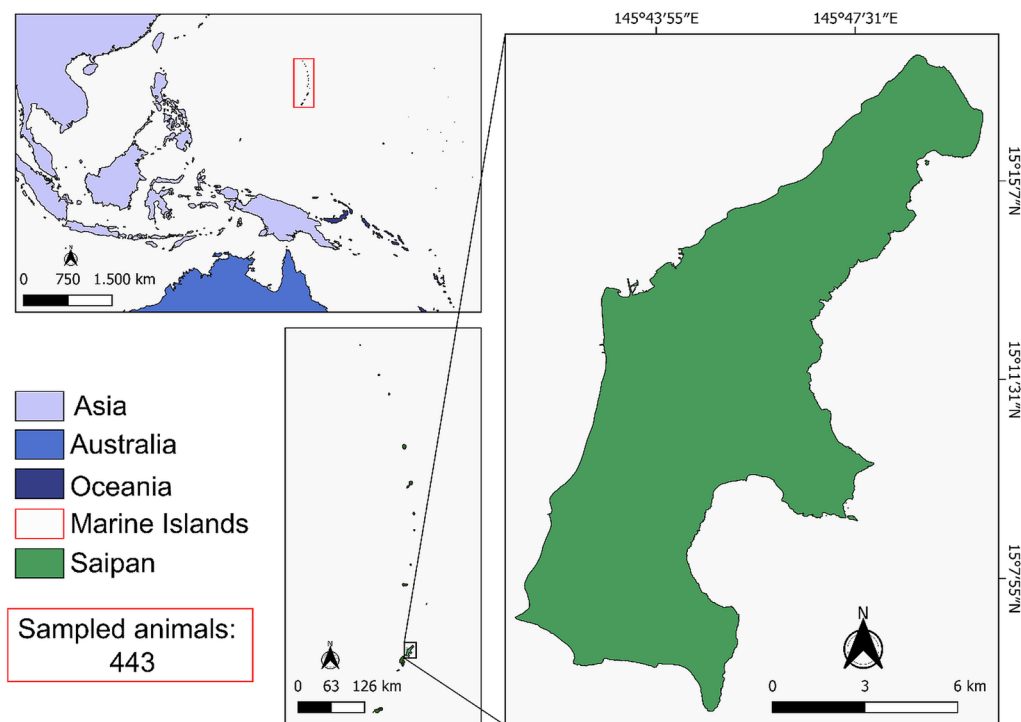 145°43′55″E 145°47′31″E
N
0 750 1.500 km
15°15′7″N
15°11′31″N
15°7′55″N
Asia
Australia
Oceania
Marine Islands
Saipan
Sampled animals:
443
N
0 63 126 km
N
0 3 6 km